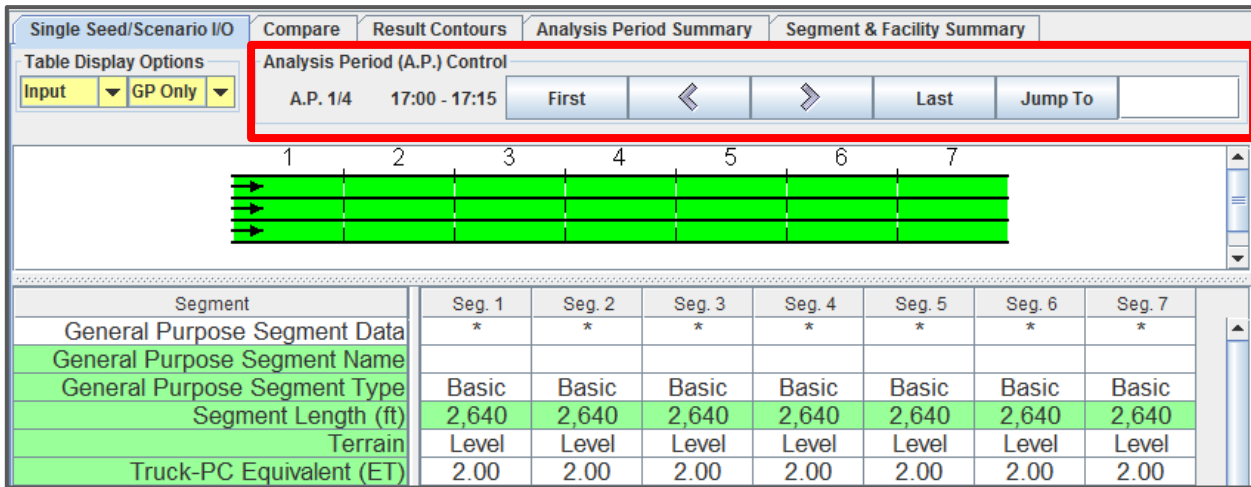 Single Seed/Scenario I/O Compare Result Contours Analysis Period Summary Segment & Facility Summary
Table Display Options Analysis Period (A.P.) Control
Input GP Only A.P. 1/4 17:00 - 17:15 First Last Jump To
1 2 3 4 5 6 7
Segment Seg. 1 Seg. 2 Seg. 3 Seg. 4 Seg. 5 Seg. 6 Seg. 7
General Purpose Segment Data * * * * * * *
General Purpose Segment Name
General Purpose Segment Type Basic Basic Basic Basic Basic Basic Basic
Segment Length (ft) 2,640 2,640 2,640 2,640 2,640 2,640 2,640
Terrain Level Level Level Level Level Level Level
Truck-PC Equivalent (ET) 2.00 2.00 2.00 2.00 2.00 2.00 2.00